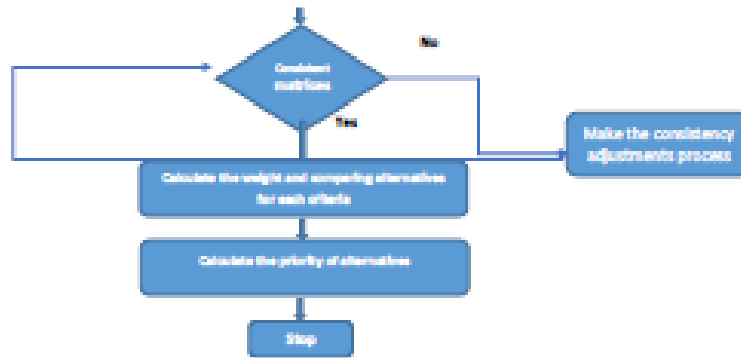 Consistent
matrices
No
Yes
Make the consistency
adjustments process
Calculate the weight and comparing alternatives
for each criteria
Calculate the priority of alternatives
Stop